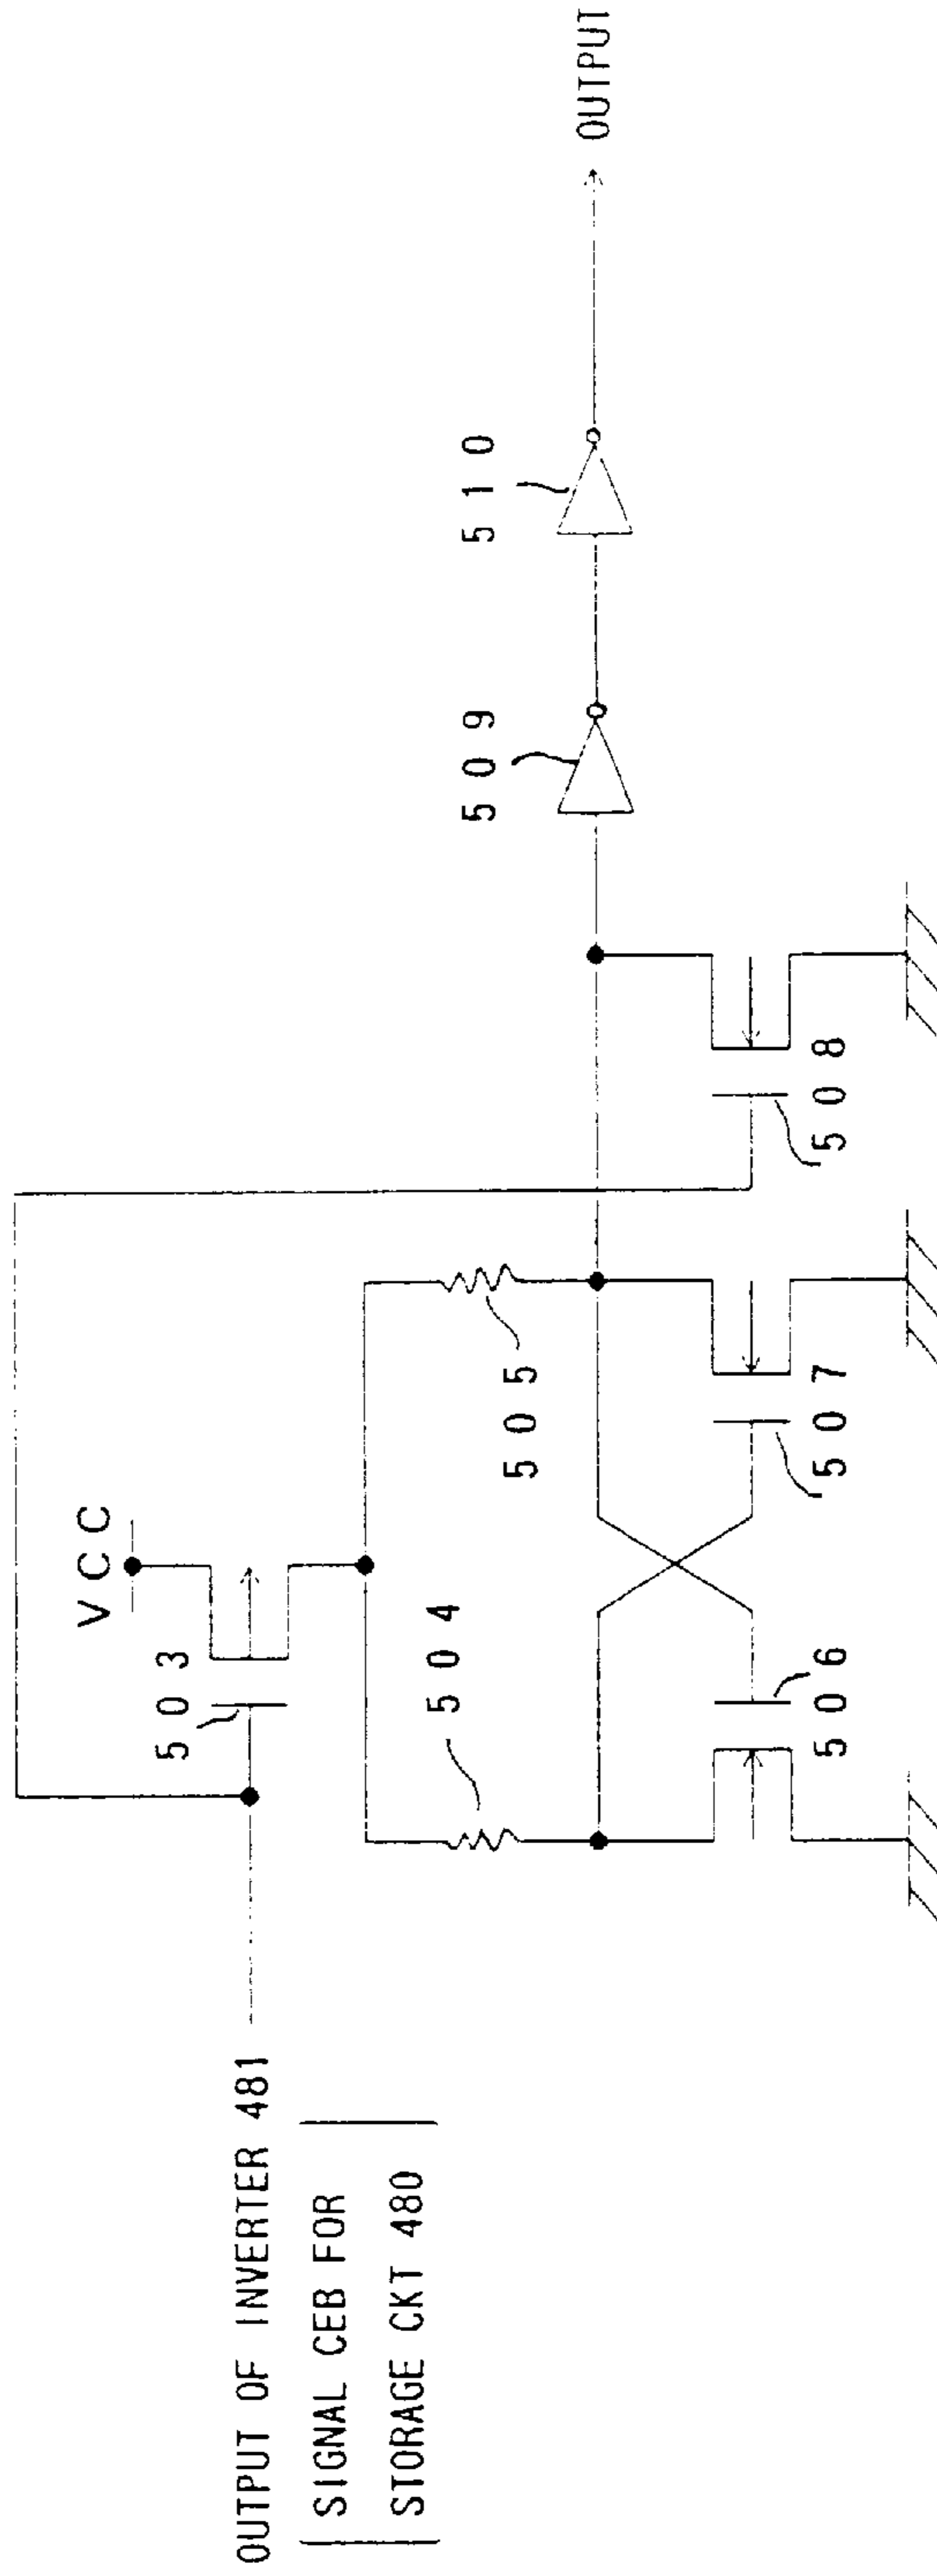 OUTPUT OF INVERTER 481
SIGNAL CEB FOR
STORAGE CKT 480
VCC
503
504
505
506
507
508
509
510
OUTPUT